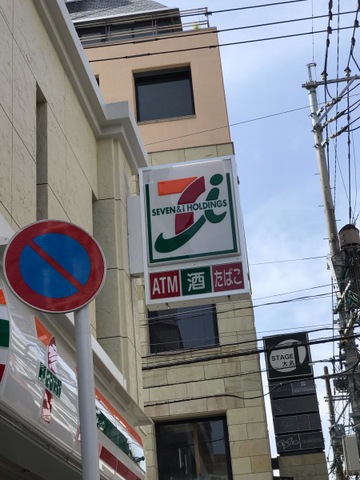 SEVEN & i HOLDINGS
ATM 酒 たばこ
STAGE